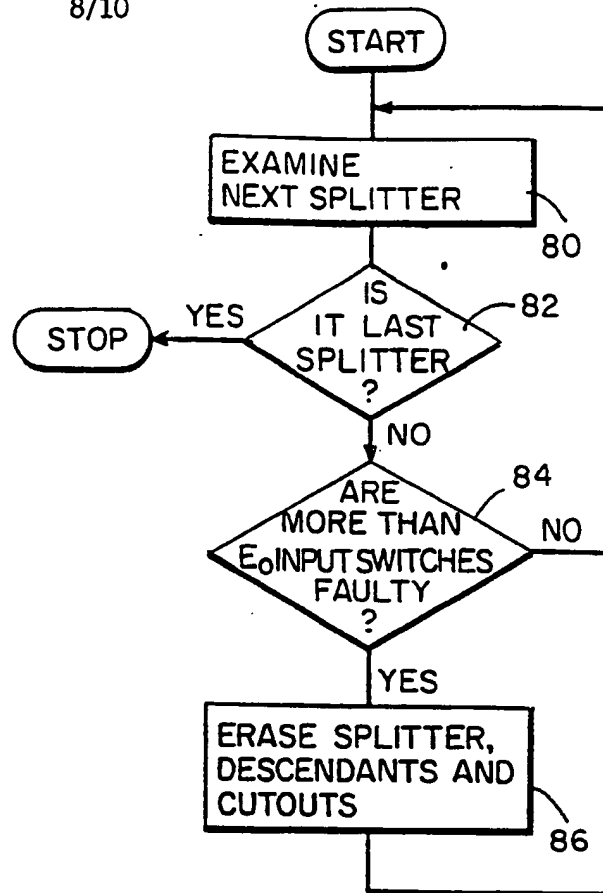 8/10
START
EXAMINE
NEXT SPLITTER
80
IS
IT LAST
SPLITTER
?
82
YES
STOP
NO
ARE
MORE THAN
E₀ INPUT SWITCHES
FAULTY
?
84
NO
YES
ERASE SPLITTER,
DESCENDANTS AND
CUTOUTS
86